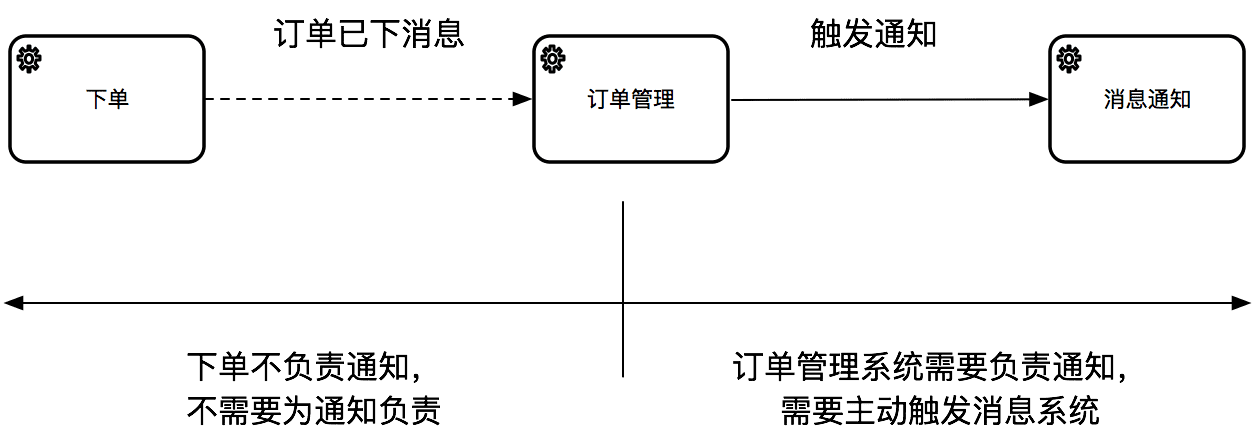 订单已下消息
触发通知
下单
订单管理
消息通知
下单不负责通知,
不需要为通知负责
订单管理系统需要负责通知,
需要主动触发消息系统